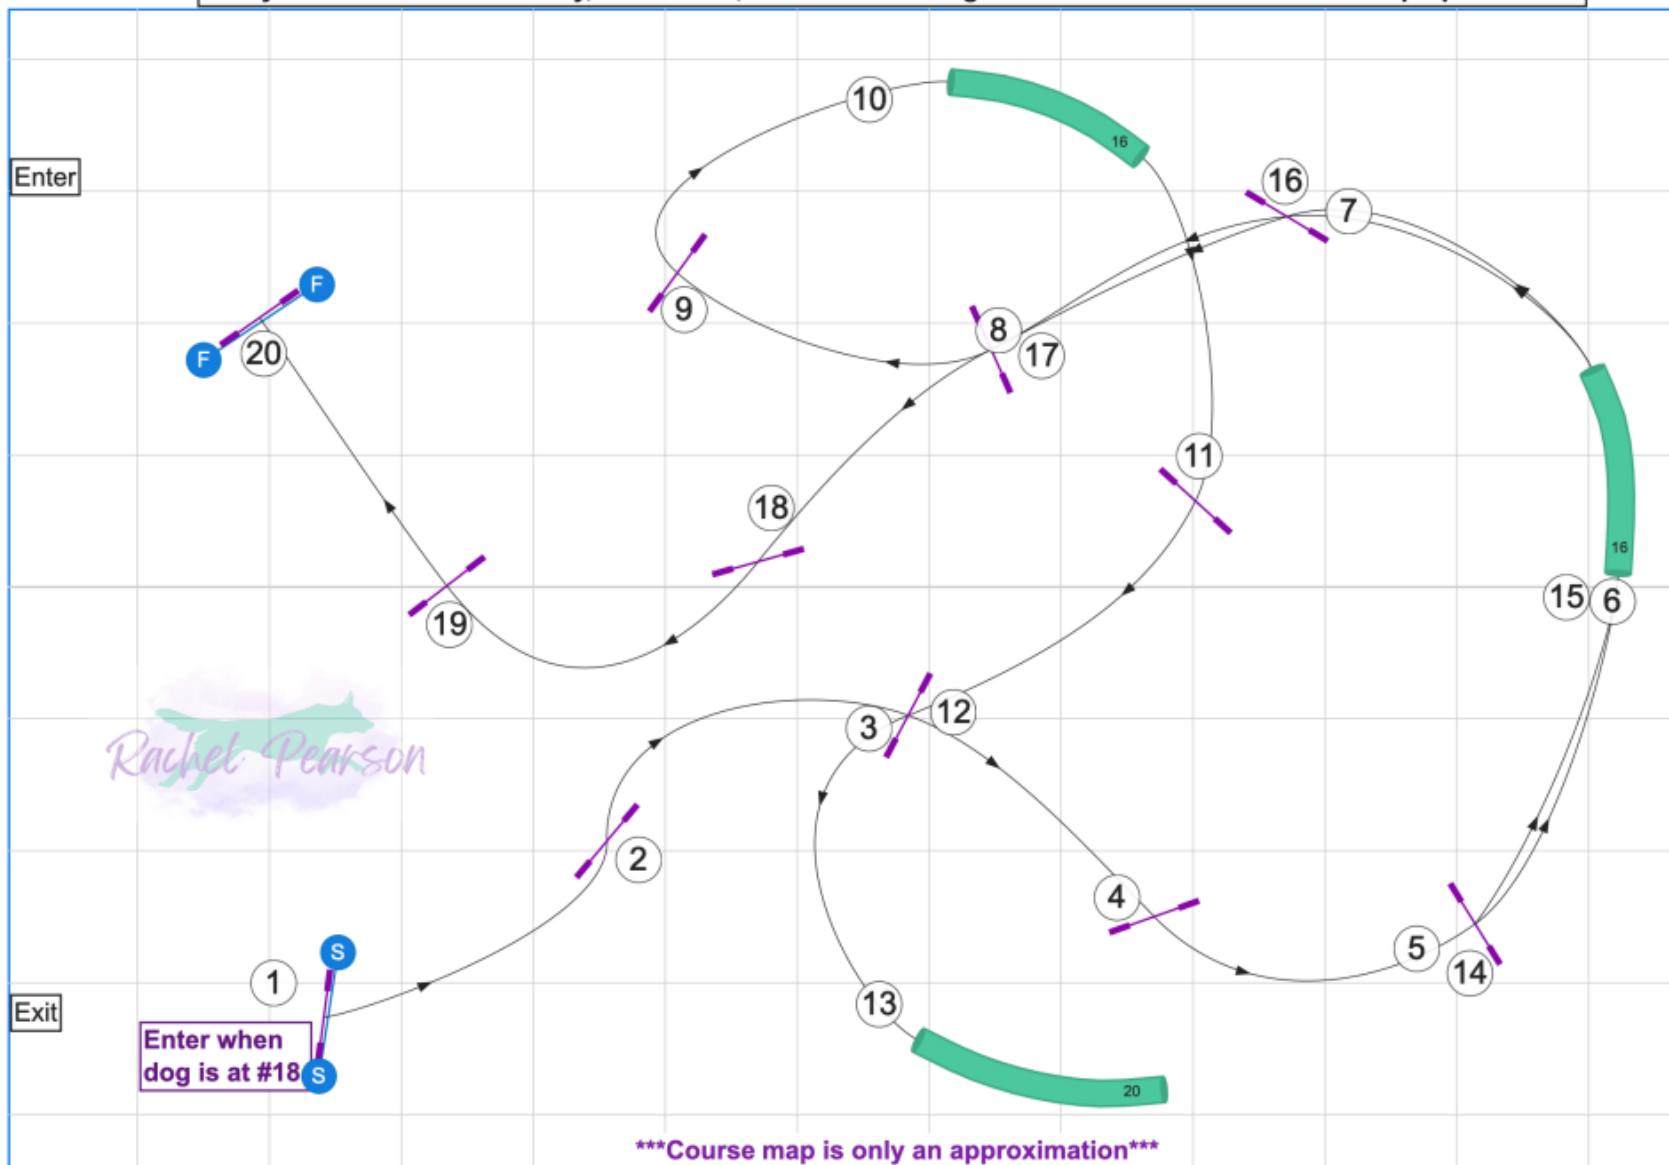 10
16
Enter
16
7
F
9
8
17
F
20
11
18
16
15
6
19
3
12
Rachel Pearson
2
4
5
14
S
1
13
Exit
Enter when
dog is at #18
S
20
***Course map is only an approximation***